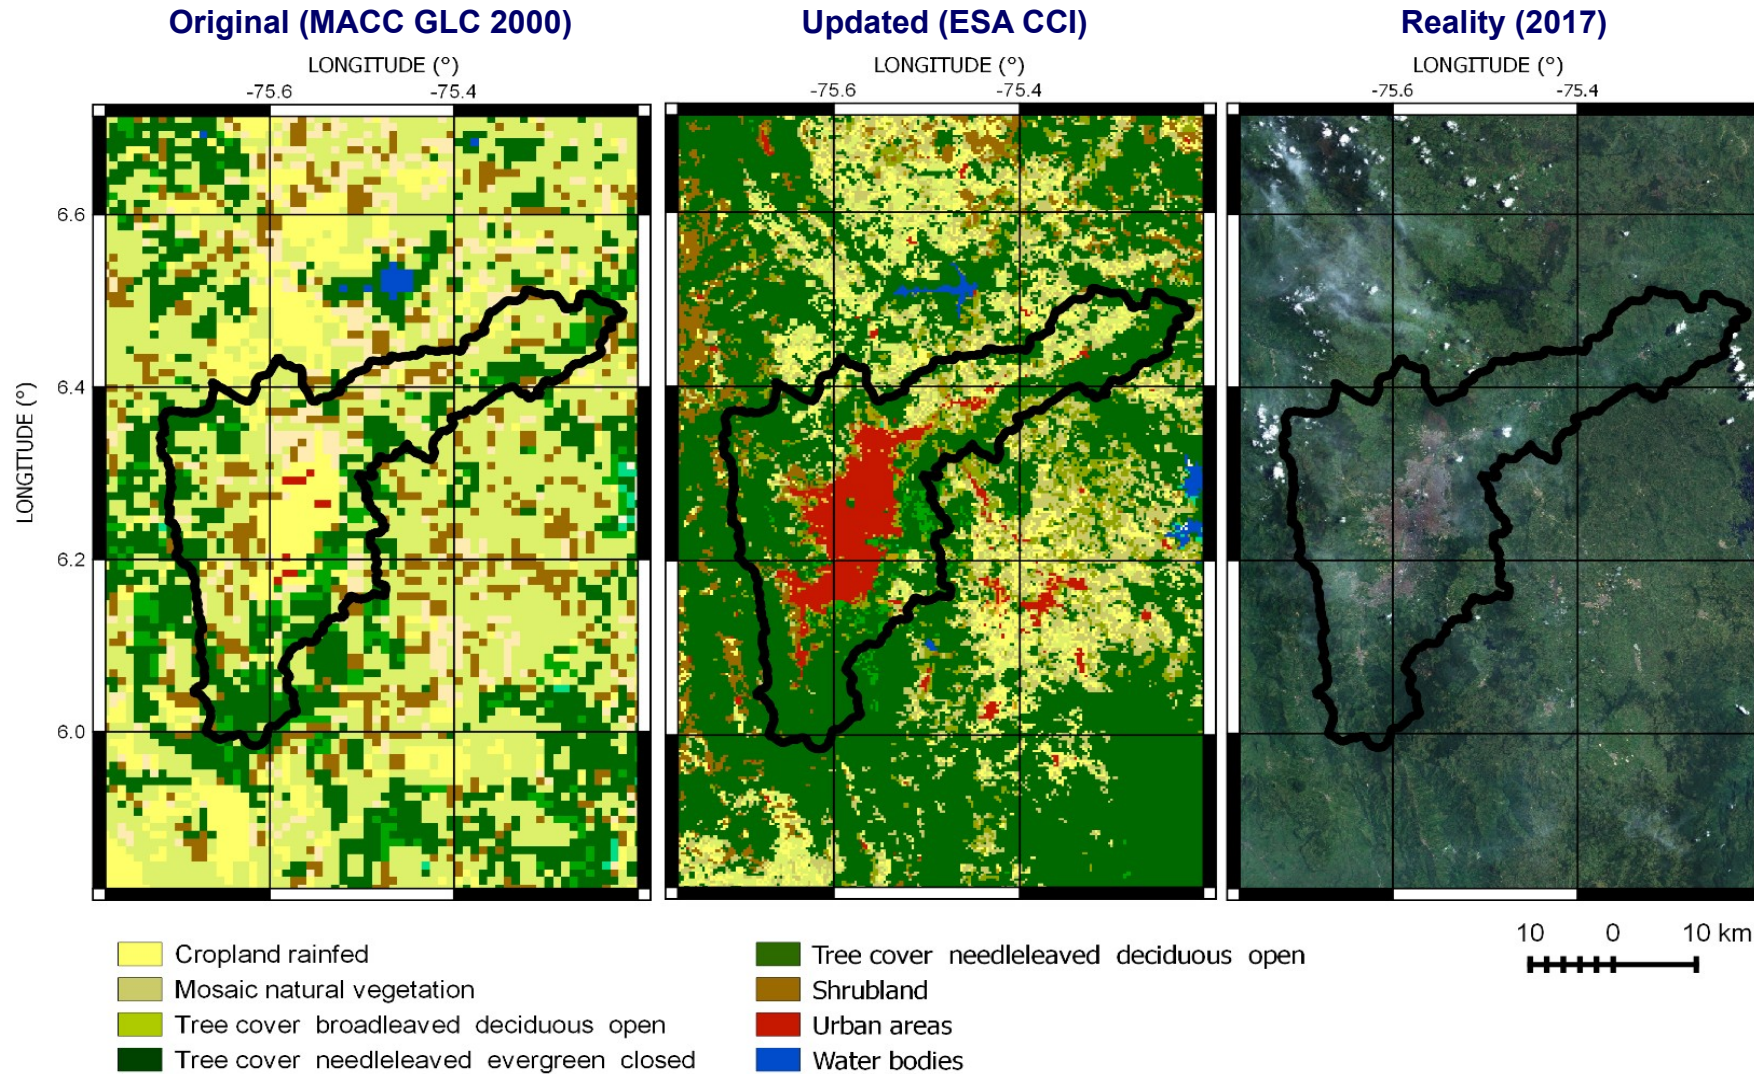 Original (MACC GLC 2000) Updated (ESA CCI) Reality (2017)
LONGITUDE (°) LONGITUDE (°) LONGITUDE (°)
-75.6 -75.4 -75.6 -75.4 -75.6 -75.4
6.6
6.4
LONGITUDE (°)
6.2
6.0
Cropland rainfed
Mosaic natural vegetation
Tree cover broadleaved deciduous open
Tree cover needleleaved evergreen closed
Tree cover needleleaved deciduous open
Shrubland
Urban areas
Water bodies
10 0 10 km